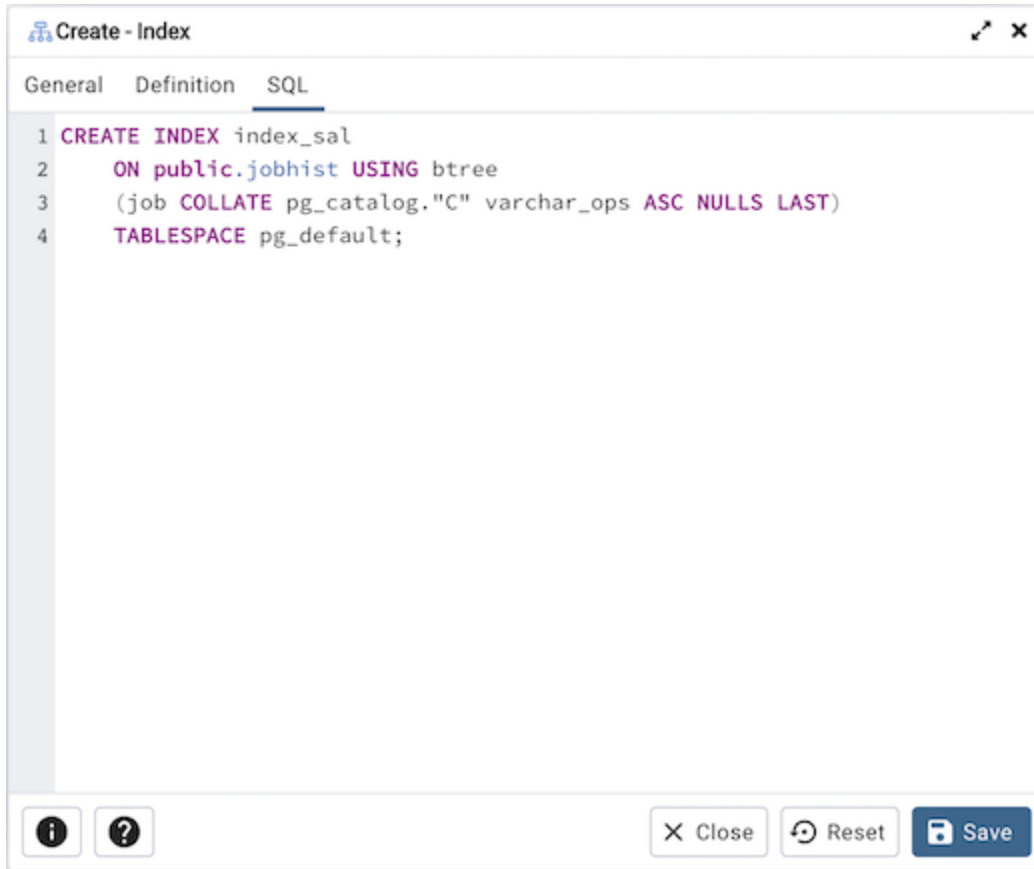 Create - Index
General Definition SQL
1 CREATE INDEX index_sal
2 ON public.jobhist USING btree
3 (job COLLATE pg_catalog."C" varchar_ops ASC NULLS LAST)
4 TABLESPACE pg_default;
Close Reset Save